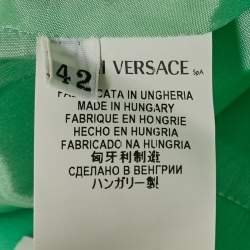 42
VERSACE SpA
FABBRICATA IN UNGHERIA
MADE IN HUNGARY
FABRIQUE EN HONGRIE
HECHO EN HUNGRIA
FABRICADO NA HUNGRIA
匈牙利制造
СДЕЛАНО В ВЕНГРИИ
ハンガリー製